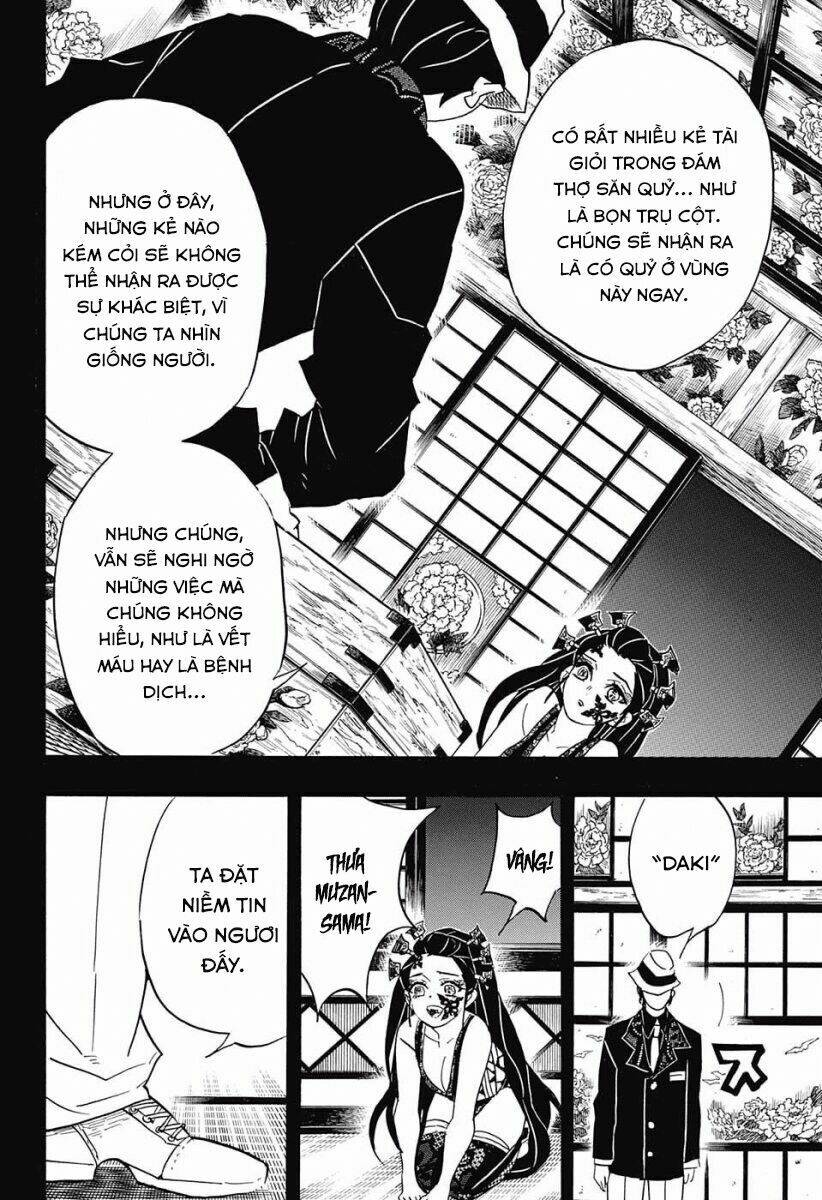 CÓ RẤT NHIỀU KẺ TÀI
GIỎI TRONG ĐÁM
THỢ SĂN QUỶ... NHƯ
LÀ BỌN TRỤ CỘT.
CHÚNG SẼ NHẬN RA
LÀ CÓ QUỶ Ở VÙNG
NÀY NGAY.
NHƯNG Ở ĐÂY,
NHỮNG KẺ NÀO
KÉM CỎI SẼ KHÔNG
THỂ NHẬN RA ĐƯỢC
SỰ KHÁC BIỆT, VÌ
CHÚNG TA NHÌN
GIỐNG NGƯỜI.
NHƯNG CHÚNG,
VẪN SẼ NGHI NGỜ
NHỮNG VIỆC MÀ
CHÚNG KHÔNG
HIỂU, NHƯ LÀ VẾT
MÁU HAY LÀ BỆNH
DỊCH...
"DAKI"
ス
VÂNG!
THƯA
MUZAN-
SAMA!
TA ĐẶT
NIỀM TIN
VÀO NGƯƠI
ĐẤY.